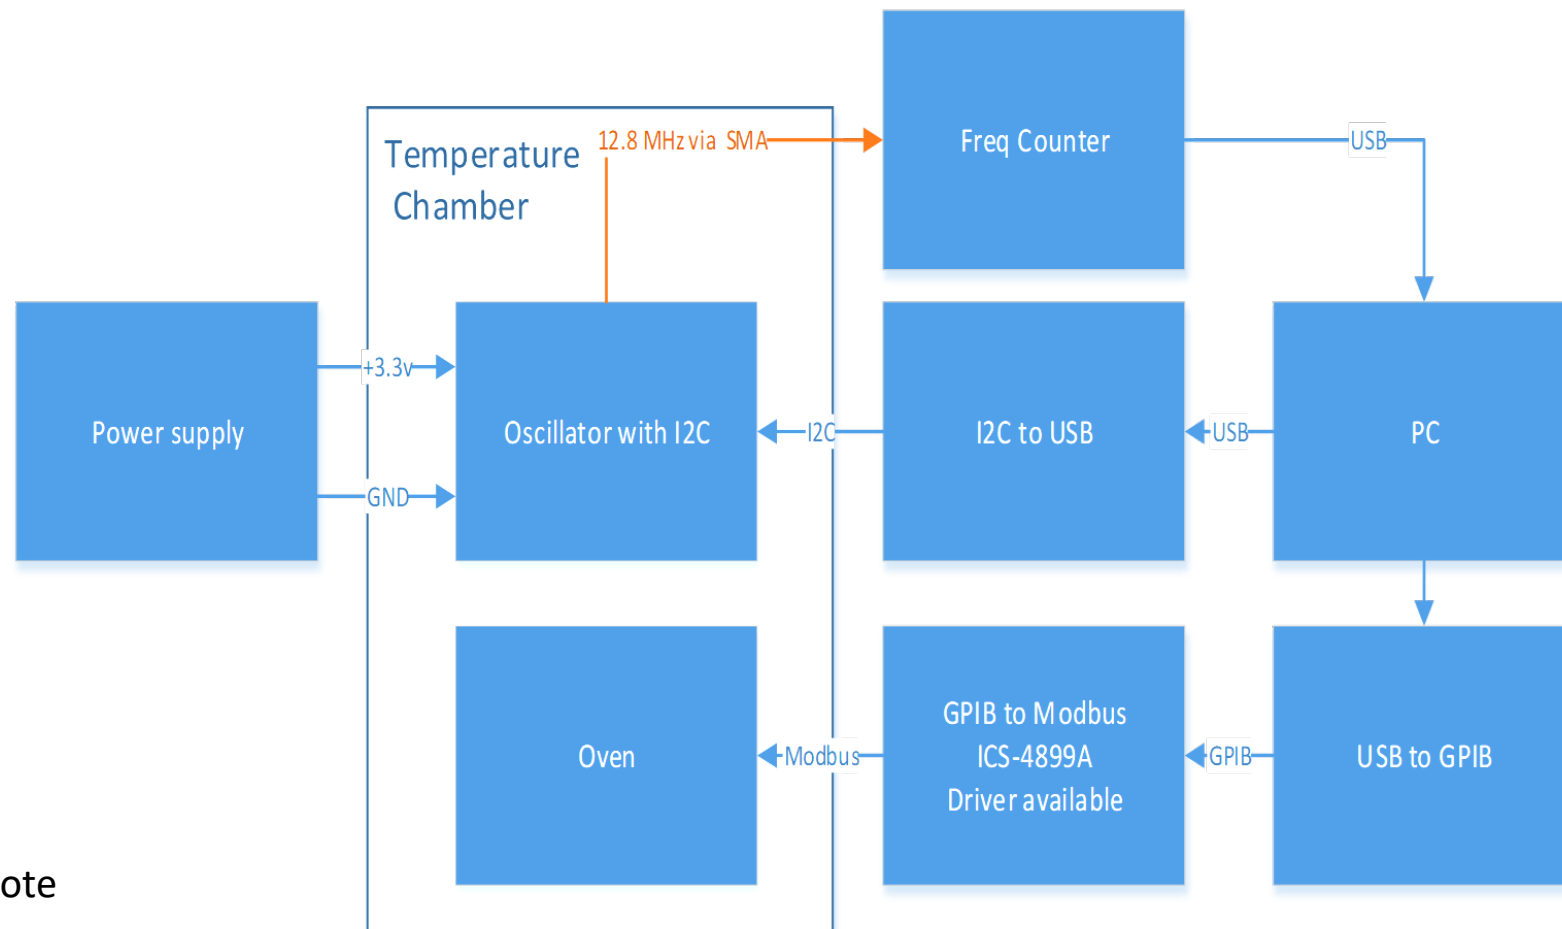 Temperature
Chamber
12.8 MHz via SMA
Freq Counter
USB
Power supply
+3.3v
GND
Oscillator with I2C
I2C
I2C to USB
USB
PC
Oven
Modbus
GPIB to Modbus
ICS-4899A
Driver available
GPIB
USB to GPIB
ote